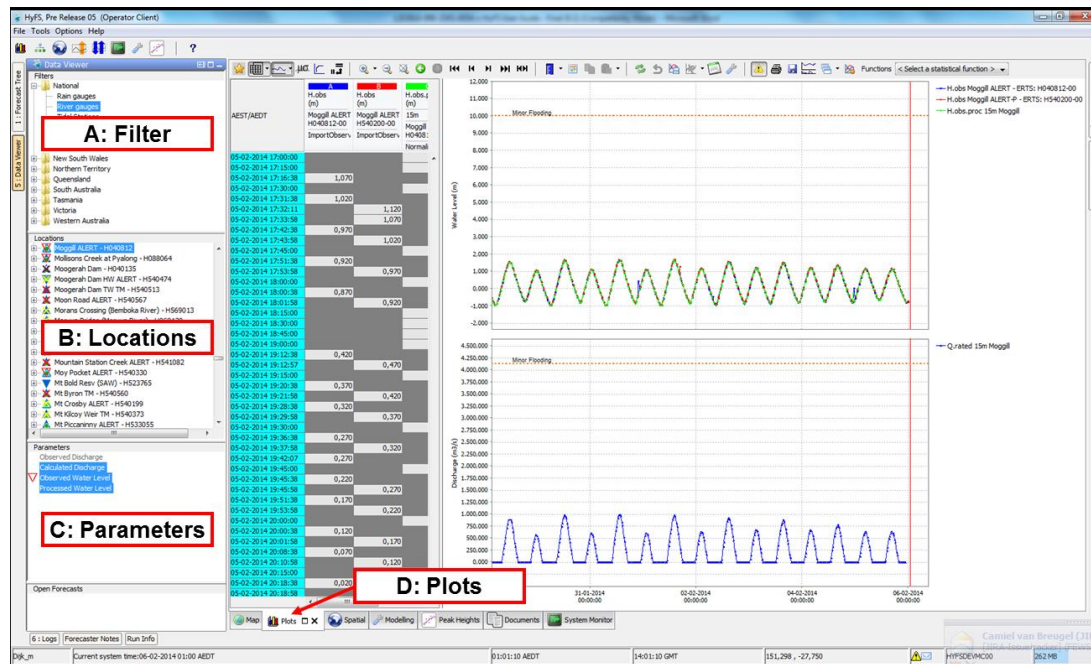 HyFS, Pre Release 05 (Operator Client)
File Tools Options Help
Data Viewer
Functions
< Select a statistical function >
1 : Forecast Tree
5 : Data Viewer
Filters
National
Rain gauges
River gauges
A: Filter
New South Wales
Northern Territory
Queensland
South Australia
Tasmania
Victoria
Western Australia
Locations
Moggill ALERT - H040812
Mollisons Creek at Pyalong - H088064
Moogerah Dam - H040135
Moogerah Dam HW ALERT - H540474
Moogerah Dam TW TM - H540513
Moon Road ALERT - H540567
Morans Crossing (Bemboka River) - H569013
B: Locations
Mountain Station Creek ALERT - H541082
Moy Pocket ALERT - H540330
Mt Bold Resv (SAW) - H523765
Mt Byron TM - H540560
Mt Crosby ALERT - H540199
Mt Kilcoy Weir TM - H540373
Mt Piccaninny ALERT - H533055
Parameters
Observed Discharge
Calculated Discharge
Observed Water Level
Processed Water Level
C: Parameters
Open Forecasts
6 : Logs
Forecaster Notes
Run Info
A B
AEST/AEDT
H.obs (m) Moggill ALERT H040812-00 ImportObserv
H.obs (m) Moggill ALERT H540200-00 ImportObserv
H.obs.p (m) 15m Moggill H0408 Normali
05-02-2014 17:00:00
05-02-2014 17:15:00
05-02-2014 17:16:38 1,070
05-02-2014 17:30:00
05-02-2014 17:31:38 1,020
05-02-2014 17:32:11 1,120
05-02-2014 17:33:58 1,070
05-02-2014 17:42:38 0,970
05-02-2014 17:43:58 1,020
05-02-2014 17:45:00
05-02-2014 17:51:38 0,920
05-02-2014 17:53:58 0,970
05-02-2014 18:00:00
05-02-2014 18:00:38 0,870
05-02-2014 18:01:58 0,920
05-02-2014 18:15:00
05-02-2014 18:30:00
05-02-2014 18:45:00
05-02-2014 19:00:00
05-02-2014 19:12:38 0,420
05-02-2014 19:12:57 0,470
05-02-2014 19:15:00
05-02-2014 19:20:38 0,370
05-02-2014 19:21:58 0,420
05-02-2014 19:28:38 0,320
05-02-2014 19:29:58 0,370
05-02-2014 19:30:00
05-02-2014 19:36:38 0,270
05-02-2014 19:37:58 0,320
05-02-2014 19:42:07 0,270
05-02-2014 19:45:00
05-02-2014 19:45:38 0,220
05-02-2014 19:45:58 0,270
05-02-2014 19:51:38 0,170
05-02-2014 19:53:58 0,220
05-02-2014 20:00:00
05-02-2014 20:00:38 0,120
05-02-2014 20:01:58 0,170
05-02-2014 20:08:38 0,070
05-02-2014 20:10:58 0,120
05-02-2014 20:15:00
05-02-2014 20:18:38 0,020
05-02-2014 20:18:58
D: Plots
Water Level (m)
12.000
11.000
10.000
9.000
8.000
7.000
6.000
5.000
4.000
3.000
2.000
1.000
0.000
-1.000
-2.000
Minor Flooding
H.obs Moggill ALERT - ERTS: H040812-00
H.obs Moggill ALERT-P - ERTS: H540200-00
H.obs.proc 15m Moggill
Discharge (m3/s)
4.500.000
4.250.000
4.000.000
3.750.000
3.500.000
3.250.000
3.000.000
2.750.000
2.500.000
2.250.000
2.000.000
1.750.000
1.500.000
1.250.000
1.000.000
750.000
500.000
250.000
0.000
Minor Flooding
Q.rated 15m Moggill
31-01-2014 00:00:00
02-02-2014 00:00:00
04-02-2014 00:00:00
06-02-2014 00:00:00
Map
Plots
Spatial
Modelling
Peak Heights
Documents
System Monitor
Dijk_m
Current system time:06-02-2014 01:00 AEDT
01:01:10 AEDT
14:01:10 GMT
151,298 , -27,750
HYFSDEVMC00
262 MB
Camiel van Breugel (JI